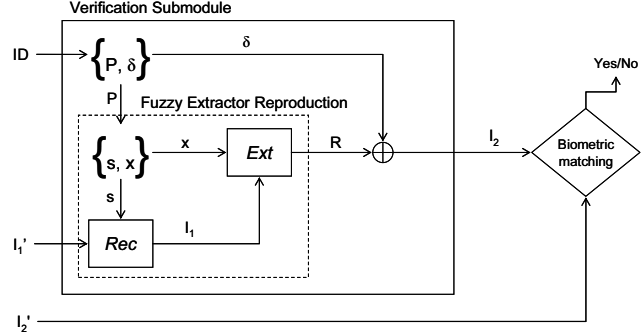 Verification Submodule
ID
{P, δ}
δ
Yes/No
P
Fuzzy Extractor Reproduction
{s, x}
x
Ext
R
I₂
Biometric matching
s
I₁'
Rec
I₁
I₂'